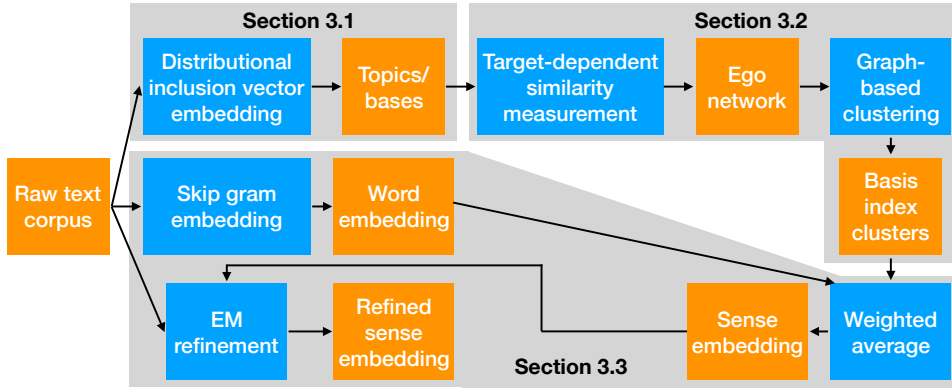 Section 3.1
Section 3.2
Distributional
inclusion vector
embedding
Topics/
bases
Target-dependent
similarity
measurement
Ego
network
Graph-
based
clustering
Raw text
corpus
Skip gram
embedding
Word
embedding
Basis
index
clusters
EM
refinement
Refined
sense
embedding
Sense
embedding
Weighted
average
Section 3.3